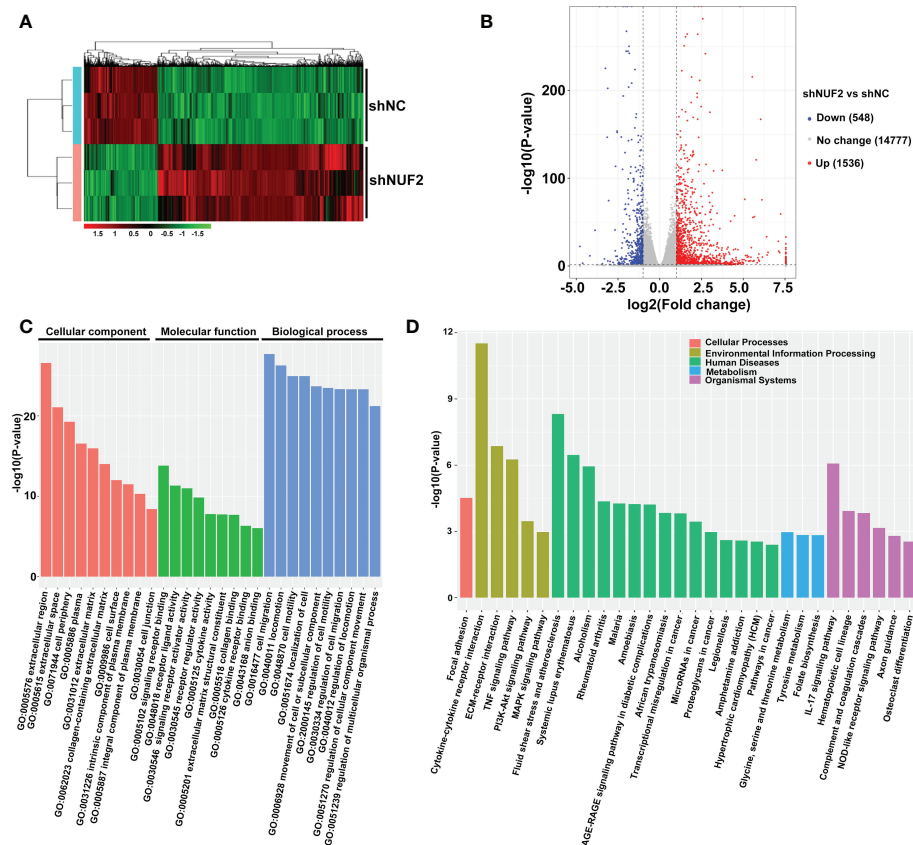 A
shNC
shNUF2
1.5 1 0.5 0 -0.5 -1 -1.5
B
-log10(P-value)
200
100
0
-5.0 -2.5 0.0 2.5 5.0 7.5
log2(Fold change)
shNUF2 vs shNC
Down (548)
No change (14777)
Up (1536)
C
Cellular component Molecular function Biological process
-log10(P-value)
20
10
0
GO:0005576 extracellular region
GO:0005615 extracellular space
GO:0071944 cell periphery
GO:0005886 plasma
GO:0031012 extracellular matrix
GO:0062023 collagen-containing extracellular matrix
GO:0009986 cell surface
GO:0031226 intrinsic component of plasma membrane
GO:0005887 integral component of plasma membrane
GO:0030054 cell junction
GO:0005102 signaling receptor binding
GO:0048018 receptor ligand activity
GO:0030546 signaling receptor activator activity
GO:0030545 receptor regulator activity
GO:0005125 cytokine activity
GO:0005201 extracellular matrix structural constituent
GO:0005518 collagen binding
GO:0005126 cytokine receptor binding
GO:0043168 anion binding
GO:0016477 cell migration
GO:0040011 locomotion
GO:0048870 cell motility
GO:0051674 localization of cell
GO:0006928 movement of cell or subcellular component
GO:2000145 regulation of cell motility
GO:0030334 regulation of cell migration
GO:0040012 regulation of locomotion
GO:0051270 regulation of cellular component movement
GO:0051239 regulation of multicellular organismal process
D
-log10(P-value)
12
9
6
3
0
Cellular Processes
Environmental Information Processing
Human Diseases
Metabolism
Organismal Systems
Focal adhesion
Cytokine-cytokine receptor interaction
ECM-receptor interaction
TNF signaling pathway
PI3K-Akt signaling pathway
MAPK signaling pathway
Fluid shear stress and atherosclerosis
Systemic lupus erythematosus
Alcoholism
Rheumatoid arthritis
Malaria
Amoebiasis
AGE-RAGE signaling pathway in diabetic complications
African trypanosomiasis
Transcriptional misregulation in cancer
MicroRNAs in cancer
Proteoglycans in cancer
Legionellosis
Amphetamine addiction
Hypertrophic cardiomyopathy (HCM)
Pathways in cancer
Glycine, serine and threonine metabolism
Tyrosine metabolism
Folate biosynthesis
IL-17 signaling pathway
Hematopoietic cell lineage
Complement and coagulation cascades
NOD-like receptor signaling pathway
Axon guidance
Osteoclast differentiation